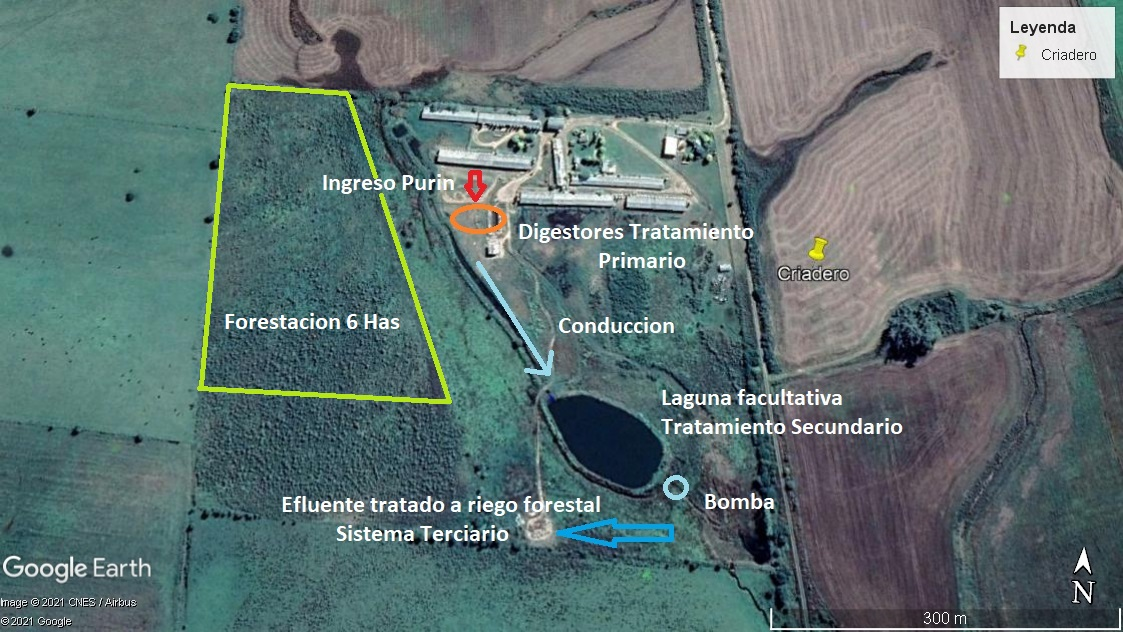 Leyenda
Criadero
Ingreso Purin
Digestores Tratamiento
Primario
Criadero
Forestacion 6 Has
Conduccion
Laguna facultativa
Tratamiento Secundario
Efluente tratado a riego forestal
Sistema Terciario
Bomba
Google Earth
Image © 2021 CNES / Airbus
©2021 Google
N
300 m